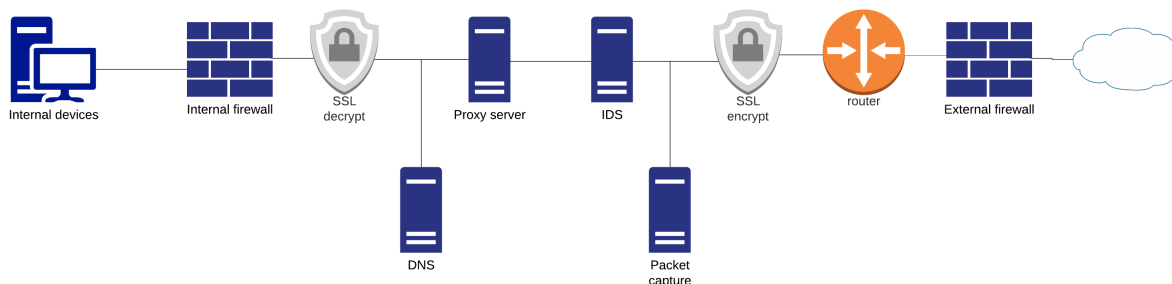 Internal devices
Internal firewall
SSL
decrypt
Proxy server
IDS
SSL
encrypt
router
External firewall
DNS
Packet
capture